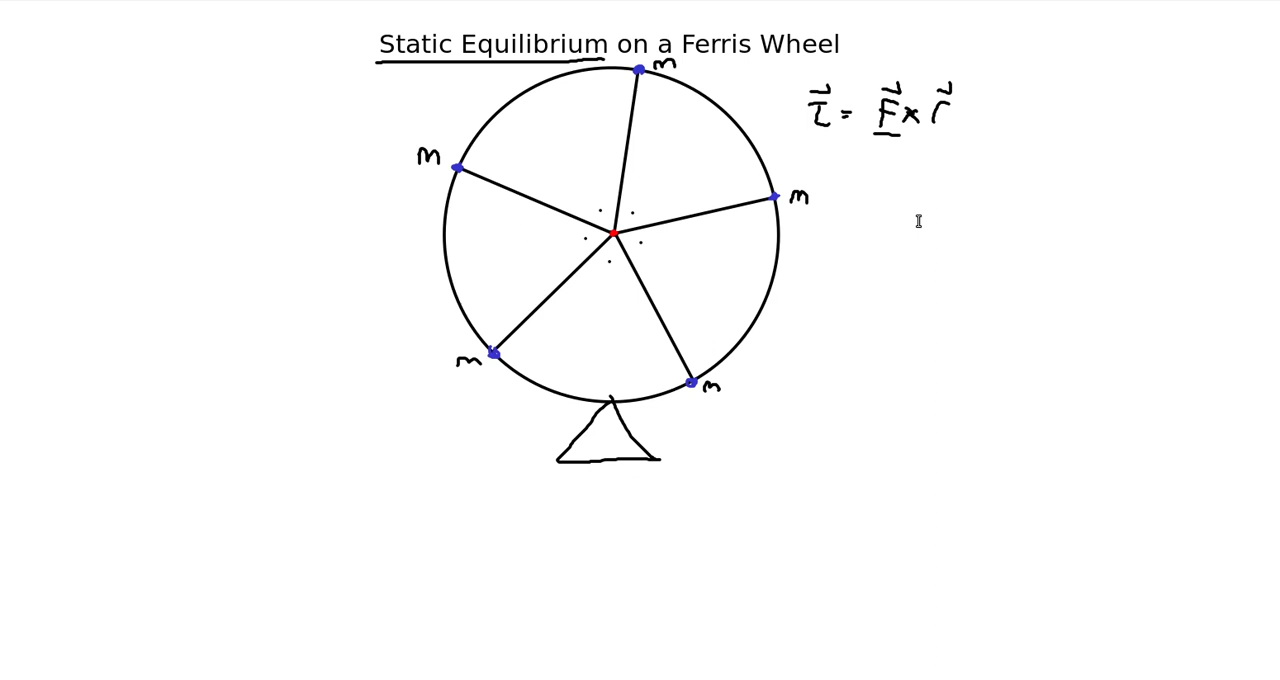 Static Equilibrium on a Ferris Wheel
m
τ⃗ = F⃗ × r⃗
m
m
m
m